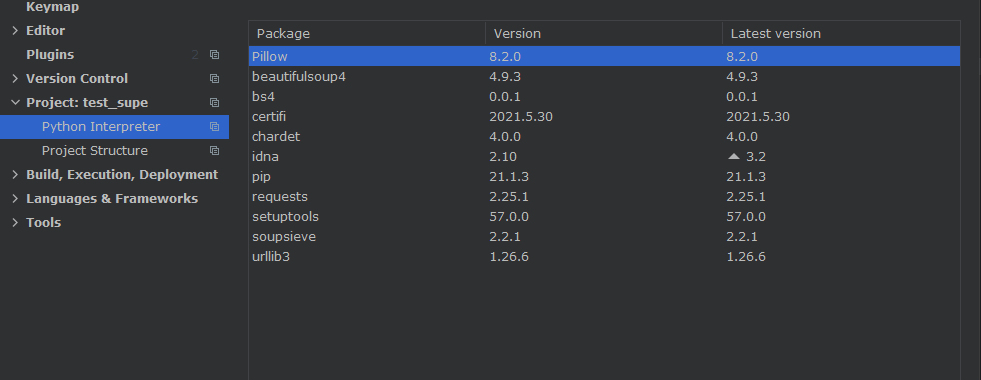 Keymap
Editor
Plugins 2
Version Control
Project: test_supe
Python Interpreter
Project Structure
Build, Execution, Deployment
Languages & Frameworks
Tools
Package Version Latest version
Pillow 8.2.0 8.2.0
beautifulsoup4 4.9.3 4.9.3
bs4 0.0.1 0.0.1
certifi 2021.5.30 2021.5.30
chardet 4.0.0 4.0.0
idna 2.10 3.2
pip 21.1.3 21.1.3
requests 2.25.1 2.25.1
setuptools 57.0.0 57.0.0
soupsieve 2.2.1 2.2.1
urllib3 1.26.6 1.26.6